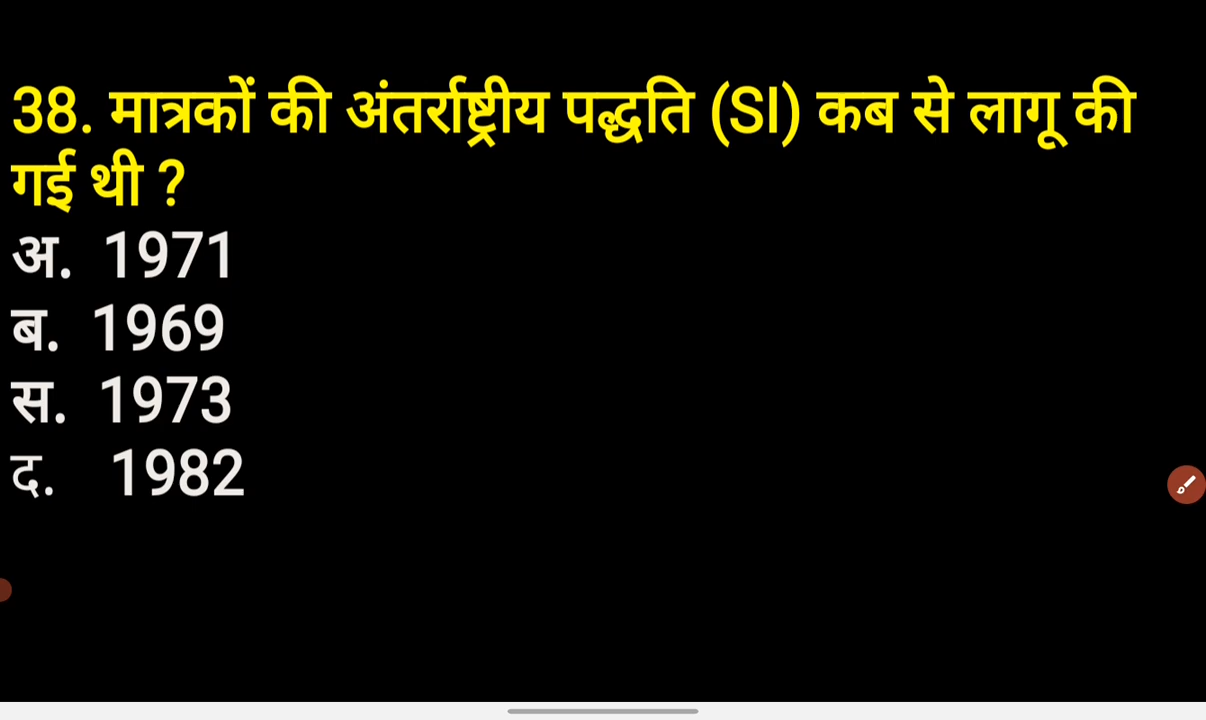 38. मात्रकों की अंतर्राष्ट्रीय पद्धति (SI) कब से लागू की
गई थी ?
अ. 1971
ब. 1969
स. 1973
द. 1982